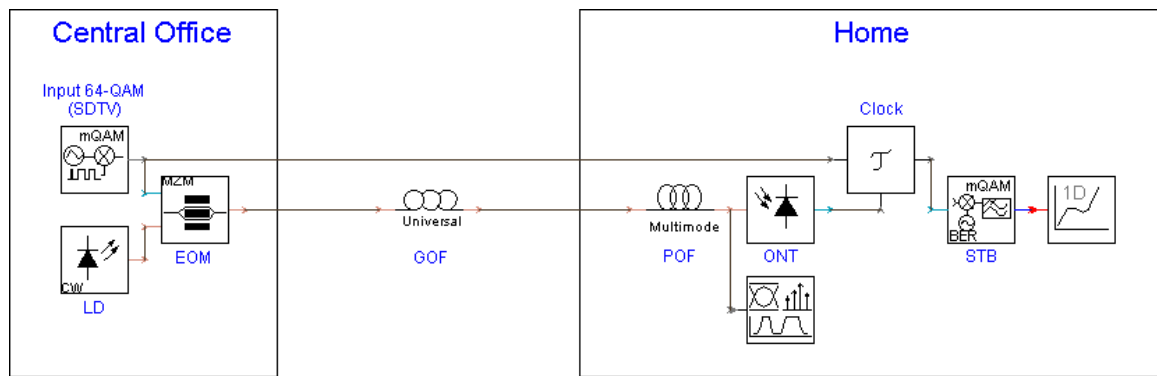 Central Office
Home
Input 64-QAM
(SDTV)
mQAM
Clock
T
MZM
EOM
CW
LD
Universal
GOF
Multimode
POF
ONT
mQAM
BER
STB
1D